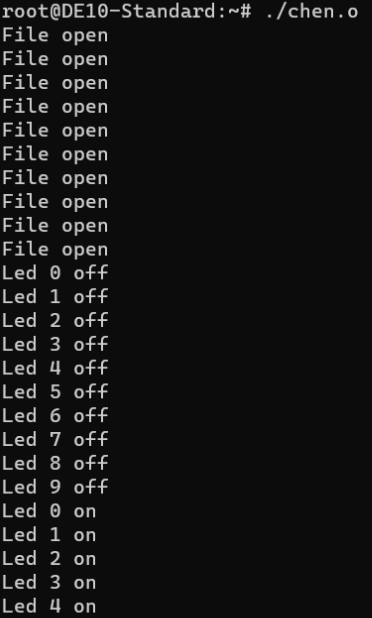 root@DE10-Standard:~# ./chen.o
File open
File open
File open
File open
File open
File open
File open
File open
File open
File open
Led 0 off
Led 1 off
Led 2 off
Led 3 off
Led 4 off
Led 5 off
Led 6 off
Led 7 off
Led 8 off
Led 9 off
Led 0 on
Led 1 on
Led 2 on
Led 3 on
Led 4 on